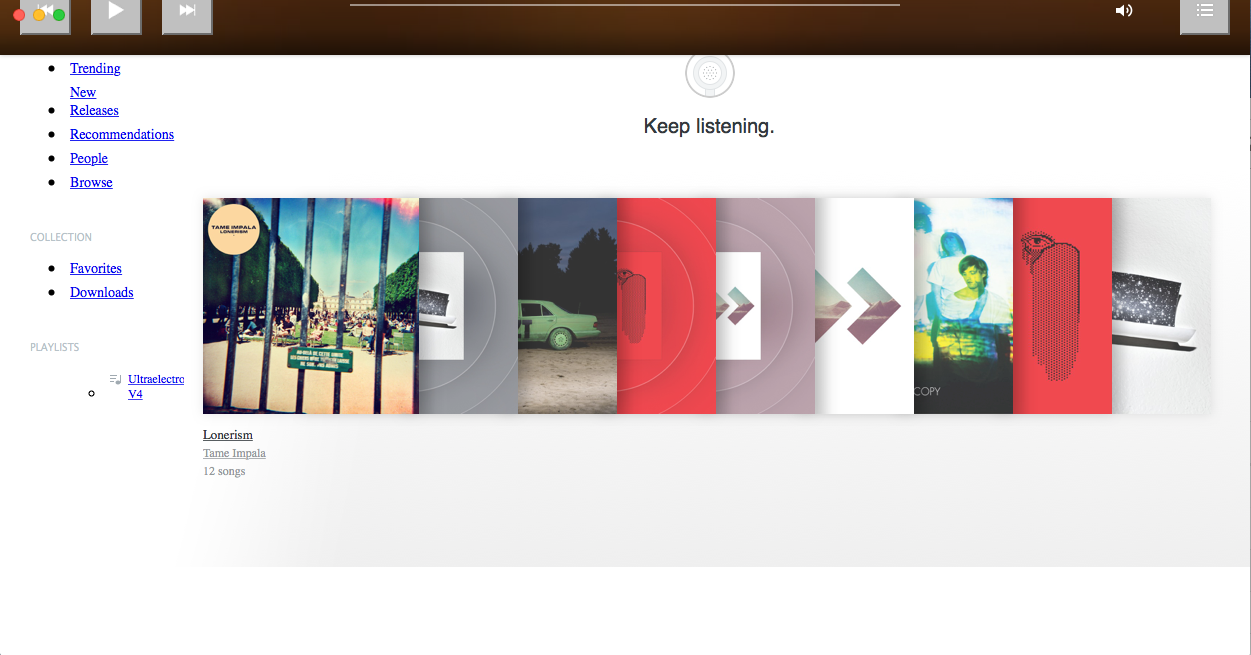 Trending
New
Releases
Recommendations
People
Browse
COLLECTION
Favorites
Downloads
PLAYLISTS
Ultraelectro
V4
Keep listening.
TAME IMPALA
LONERISM
COPY
Lonerism
Tame Impala
12 songs